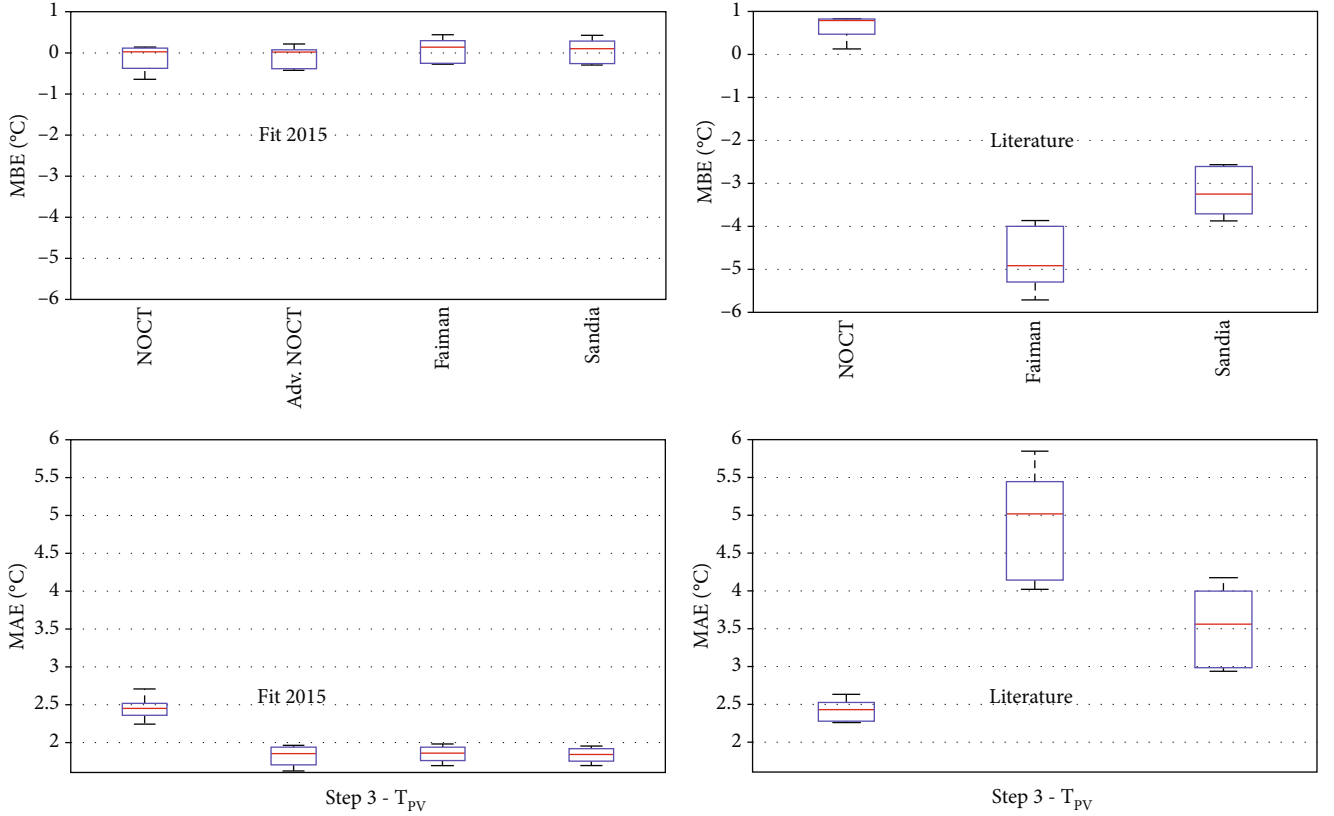 1
0
−1
−2
−3
−4
−5
−6
MBE (°C)
Fit 2015
NOCT
Adv. NOCT
Faiman
Sandia
1
0
1
−2
−3
−4
−5
−6
MBE (°C)
Literature
NOCT
Faiman
Sandia
6
5.5
5
4.5
4
3.5
3
2.5
2
MAE (°C)
Fit 2015
Step 3 - T_PV
6
5.5
5
4.5
4
3.5
3
2.5
2
MAE (°C)
Literature
Step 3 - T_PV